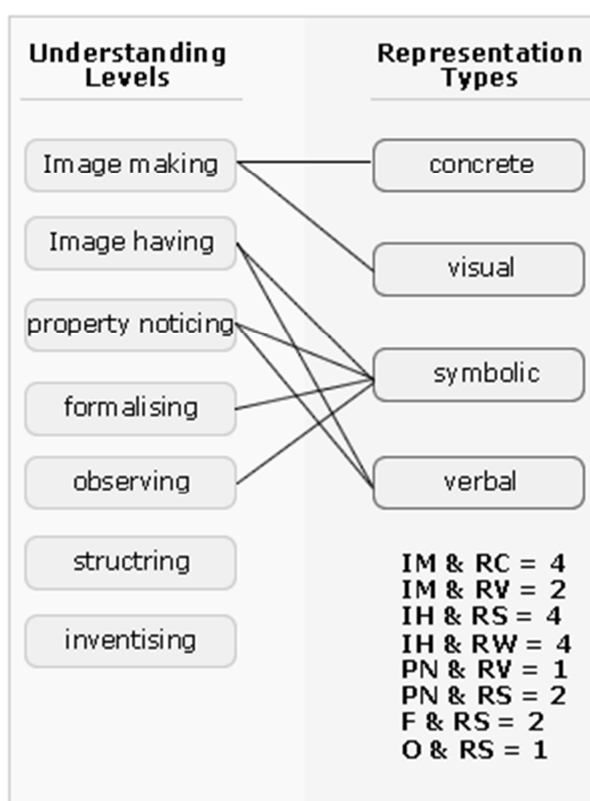 Understanding
Levels
Image making
Image having
property noticing
formalising
observing
structring
inventising
Representation
Types
concrete
visual
symbolic
verbal
IM & RC = 4
IM & RV = 2
IH & RS = 4
IH & RW = 4
PN & RV = 1
PN & RS = 2
F & RS = 2
O & RS = 1